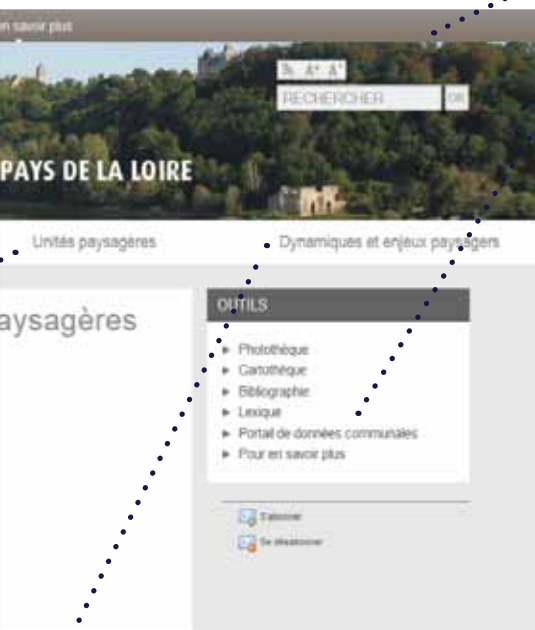 en savoir plus
A+ A-
RECHERCHER OK
PAYS DE LA LOIRE
Unités paysagères Dynamiques et enjeux paysagers
aysagères
OUTILS
Photothèque
Cartothèque
Bibliographie
Lexique
Portail de données communales
Pour en savoir plus
S'abonner
Se désabonner